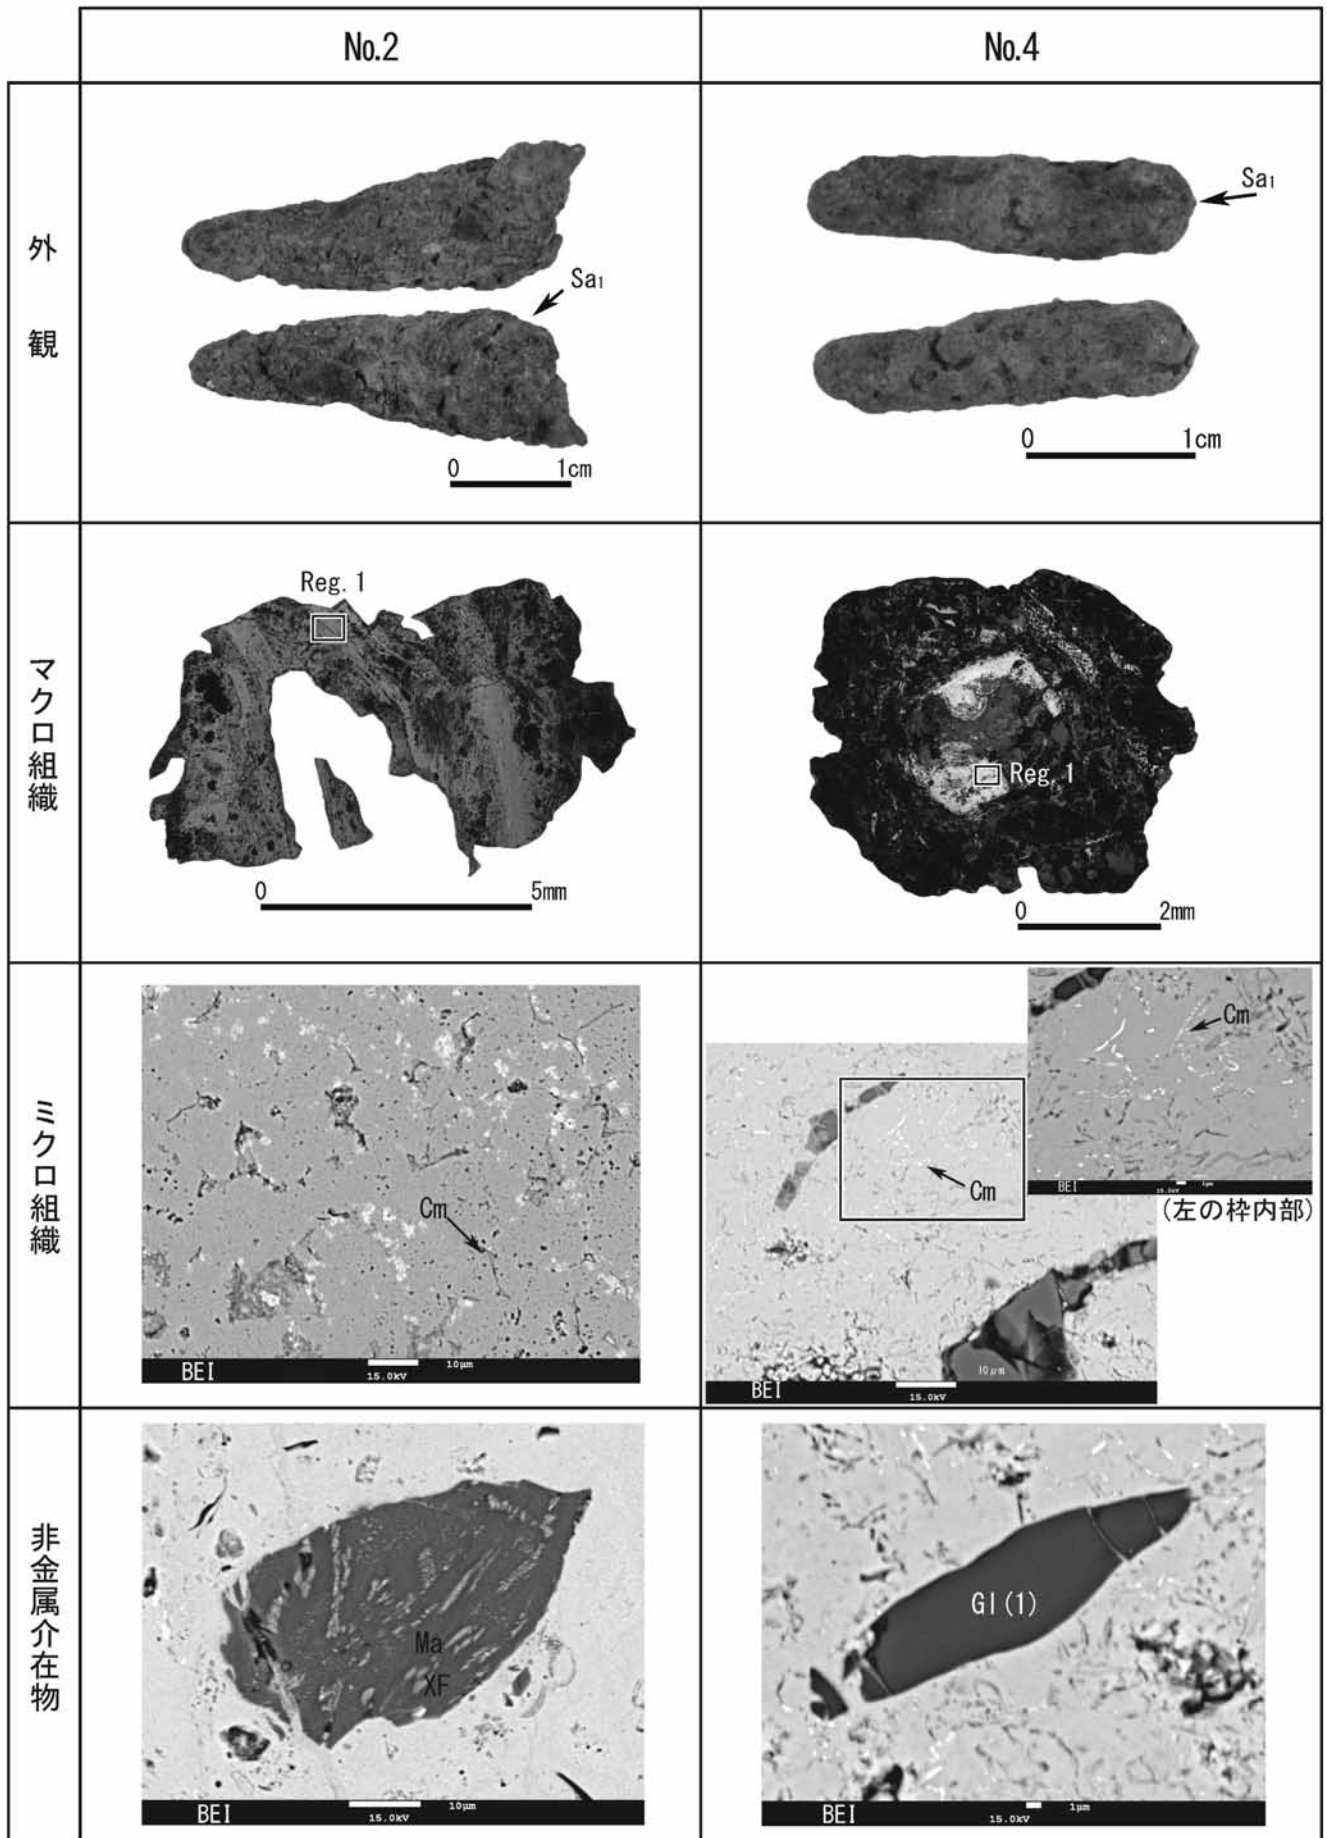 No.2
No.4
外観
Sa1
0 1cm
Sa1
0 1cm
マクロ組織
Reg. 1
0 5mm
Reg. 1
0 2mm
ミクロ組織
Cm
BEI 10μm
15.0kV
Cm
BEI 1μm
15.0kV
(左の枠内部)
Cm
10μm
BEI
15.0kV
非金属介在物
Ma
XF
BEI 10μm
15.0kV
Gl(1)
BEI 1μm
15.0kV